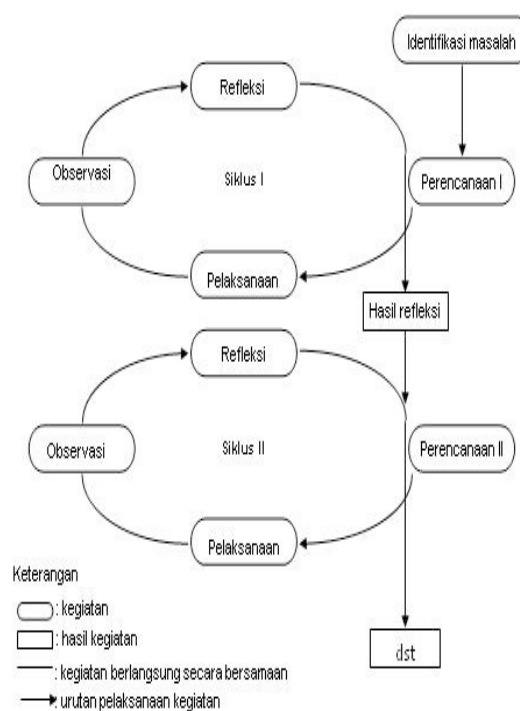 Identifikasi masalah
Refleksi
Observasi
Siklus I
Perencanaan I
Pelaksanaan
Hasil refleksi
Refleksi
Observasi
Siklus II
Perencanaan II
Pelaksanaan
Keterangan
: kegiatan
: hasil kegiatan
: kegiatan berlangsung secara bersamaan
: urutan pelaksanaan kegiatan
dst